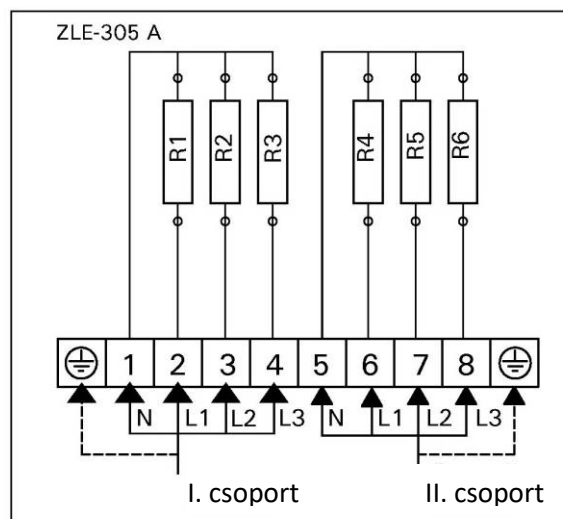 ZLE-305 A
R1 R2 R3 R4 R5 R6
1 2 3 4 5 6 7 8
N L1 L2 L3 N L1 L2 L3
I. csoport II. csoport